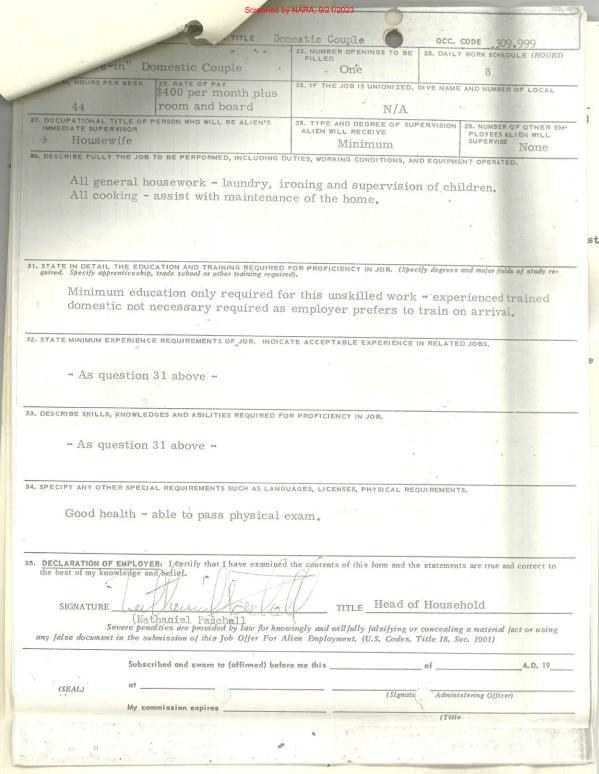 Screened by NARA, 9/21/2023
TITLE Domestic Couple OCC. CODE 309.999
22. NUMBER OPENINGS TO BE FILLED
One
23. DAILY WORK SCHEDULE (HOURS)
8
-in" Domestic Couple
HOURS PER WEEK
44
25. RATE OF PAY
$400 per month plus
room and board
26. IF THE JOB IS UNIONIZED, GIVE NAME AND NUMBER OF LOCAL
N/A
27. OCCUPATIONAL TITLE OF PERSON WHO WILL BE ALIEN'S
IMMEDIATE SUPERVISOR
Housewife
28. TYPE AND DEGREE OF SUPERVISION
ALIEN WILL RECEIVE
Minimum
29. NUMBER OF OTHER EM-
PLOYEES ALIEN WILL
SUPERVISE None
30. DESCRIBE FULLY THE JOB TO BE PERFORMED, INCLUDING DUTIES, WORKING CONDITIONS, AND EQUIPMENT OPERATED.
All general housework - laundry, ironing and supervision of children.
All cooking - assist with maintenance of the home.
31. STATE IN DETAIL THE EDUCATION AND TRAINING REQUIRED FOR PROFICIENCY IN JOB. (Specify degrees and major fields of study re-
quired. Specify apprenticeship, trade school or other training required).
Minimum education only required for this unskilled work - experienced trained
domestic not necessary required as employer prefers to train on arrival.
32. STATE MINIMUM EXPERIENCE REQUIREMENTS OF JOB. INDICATE ACCEPTABLE EXPERIENCE IN RELATED JOBS.
- As question 31 above -
33. DESCRIBE SKILLS, KNOWLEDGES AND ABILITIES REQUIRED FOR PROFICIENCY IN JOB.
- As question 31 above -
34. SPECIFY ANY OTHER SPECIAL REQUIREMENTS SUCH AS LANGUAGES, LICENSES, PHYSICAL REQUIREMENTS.
Good health - able to pass physical exam.
35. DECLARATION OF EMPLOYER: I certify that I have examined the contents of this form and the statements are true and correct to
the best of my knowledge and belief.
SIGNATURE TITLE Head of Household
(Nathaniel Paschall
Severe penalties are provided by law for knowingly and willfully falsifying or concealing a material fact or using
any false document in the submission of this Job Offer For Alien Employment. (U.S. Codes, Title 18, Sec. 1001)
Subscribed and sworn to (affirmed) before me this of A.D. 19
at
(SEAL) (Signatu Administering Officer)
My commission expires
(Title
st
e